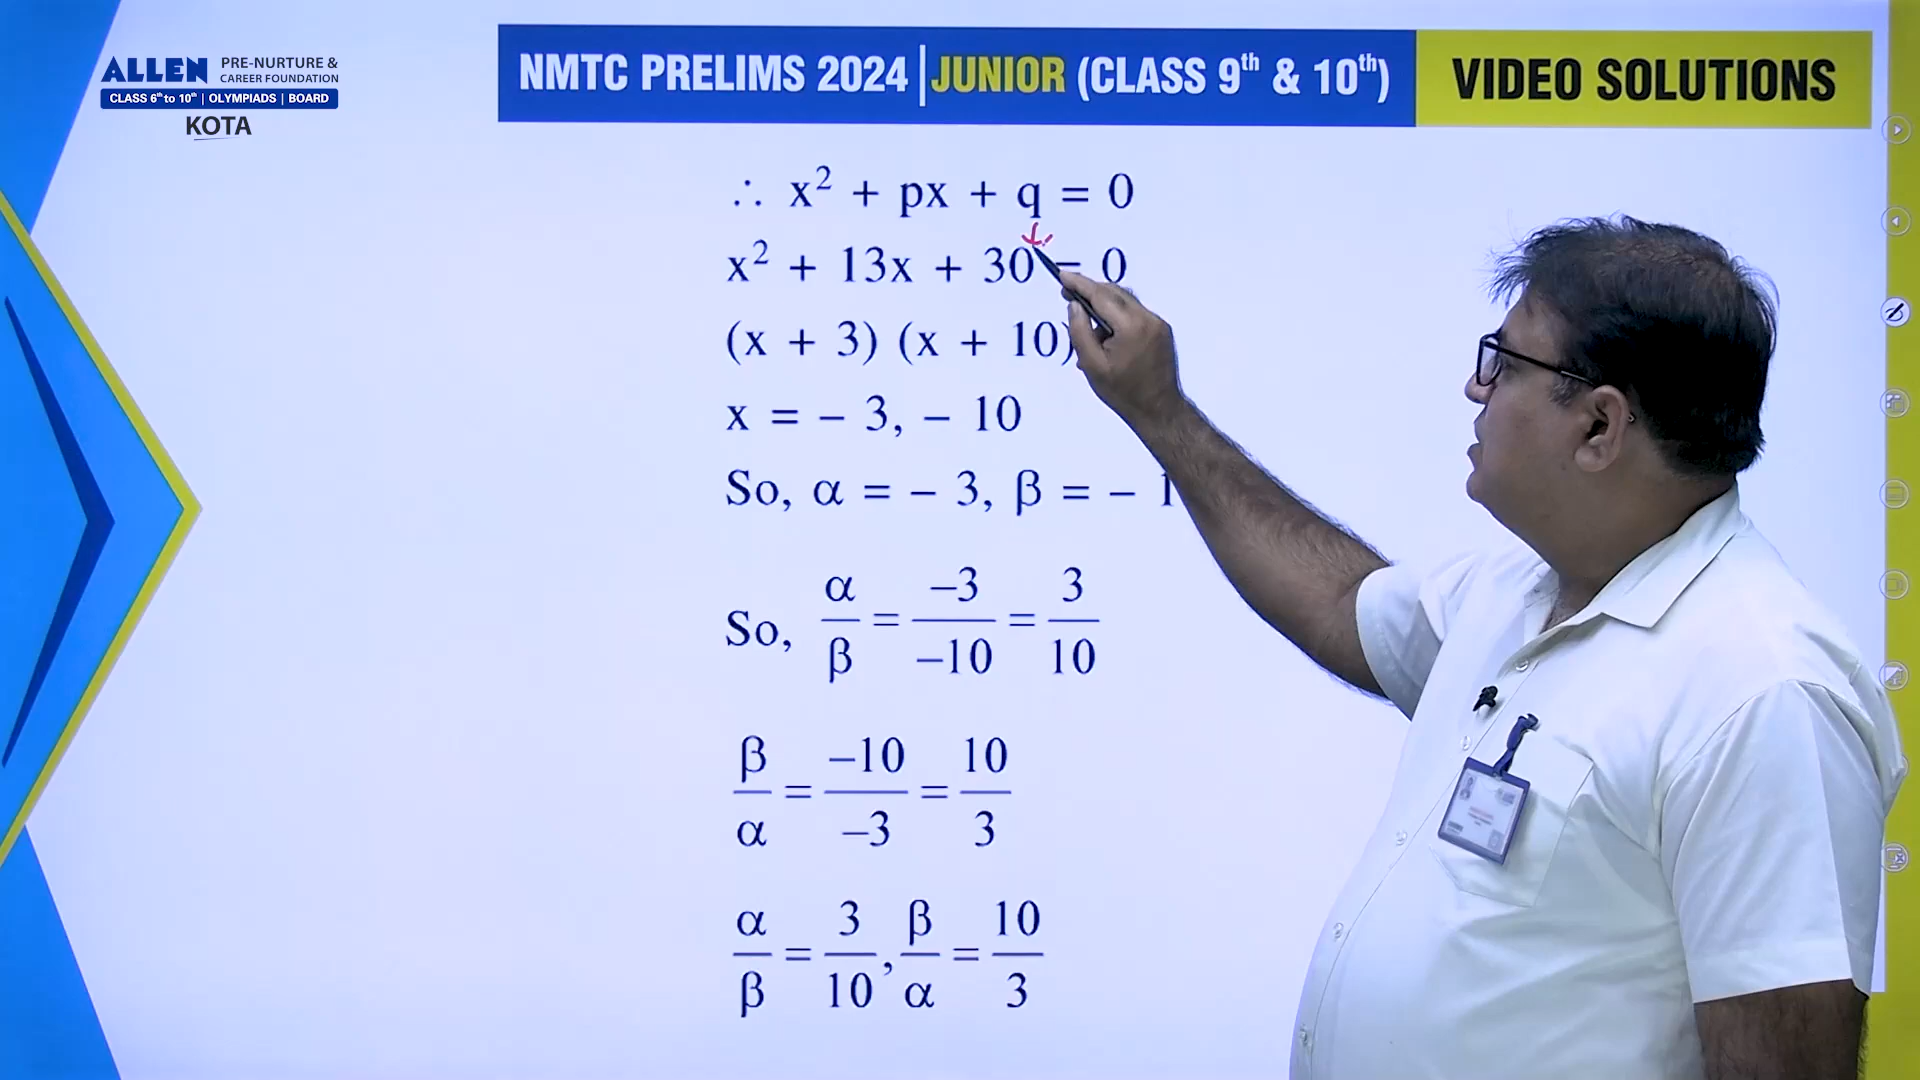 ALLEN PRE-NURTURE & CAREER FOUNDATION
CLASS 6th to 10th | OLYMPIADS | BOARD
KOTA
NMTC PRELIMS 2024 | JUNIOR (CLASS 9th & 10th) VIDEO SOLUTIONS
∴ x² + px + q = 0
x² + 13x + 30 = 0
(x + 3) (x + 10)
x = – 3, – 10
So, α = – 3, β = – 1
So, α/β = –3/–10 = 3/10
β/α = –10/–3 = 10/3
α/β = 3/10, β/α = 10/3